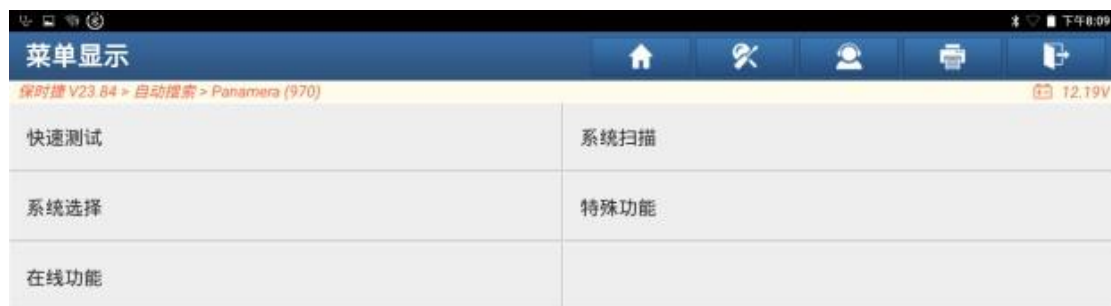 下午8:09
菜单显示
保时捷 V23.84 > 自动搜索 > Panamera (970)
12.19V
快速测试
系统扫描
系统选择
特殊功能
在线功能